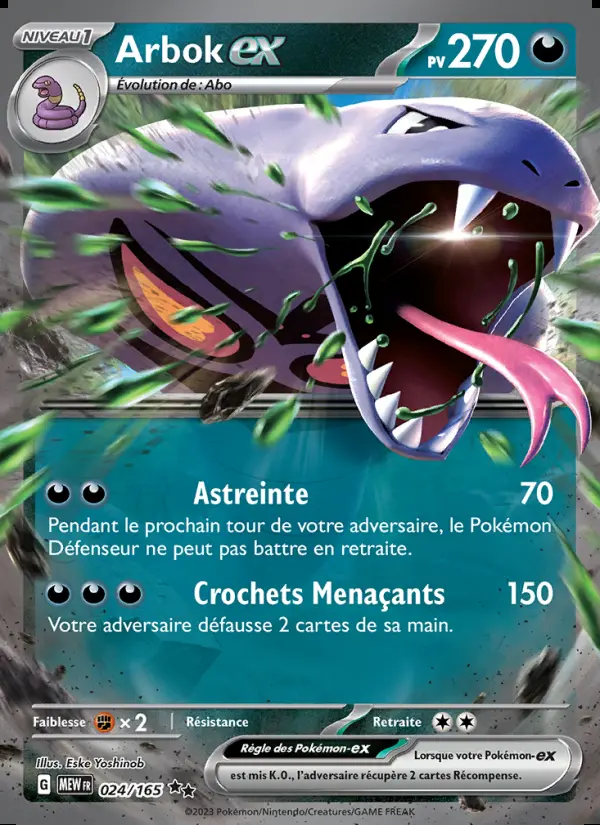 NIVEAU 1
Arbok ex
PV 270
Évolution de : Abo
Astreinte 70
Pendant le prochain tour de votre adversaire, le Pokémon
Défenseur ne peut pas battre en retraite.
Crochets Menaçants 150
Votre adversaire défausse 2 cartes de sa main.
Faiblesse ×2 Résistance Retraite
Illus. Eske Yoshinob
Règle des Pokémon-ex Lorsque votre Pokémon-ex
est mis K.O., l'adversaire récupère 2 cartes Récompense.
G MEW FR 024/165
©2023 Pokémon/Nintendo/Creatures/GAME FREAK